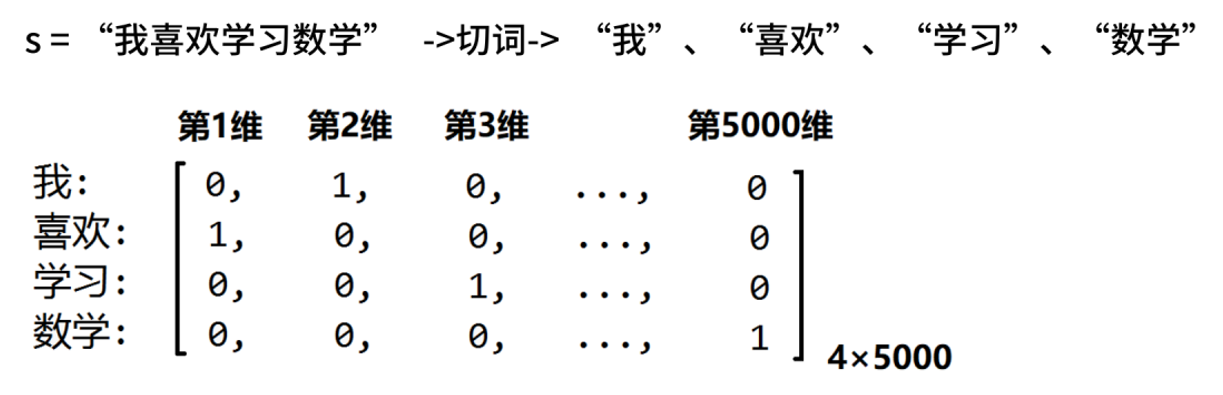 s = “我喜欢学习数学” ->切词-> “我”、“喜欢”、“学习”、“数学”
第1维 第2维 第3维 第5000维
我: 0, 1, 0, ..., 0
喜欢: 1, 0, 0, ..., 0
学习: 0, 0, 1, ..., 0
数学: 0, 0, 0, ..., 1
4×5000